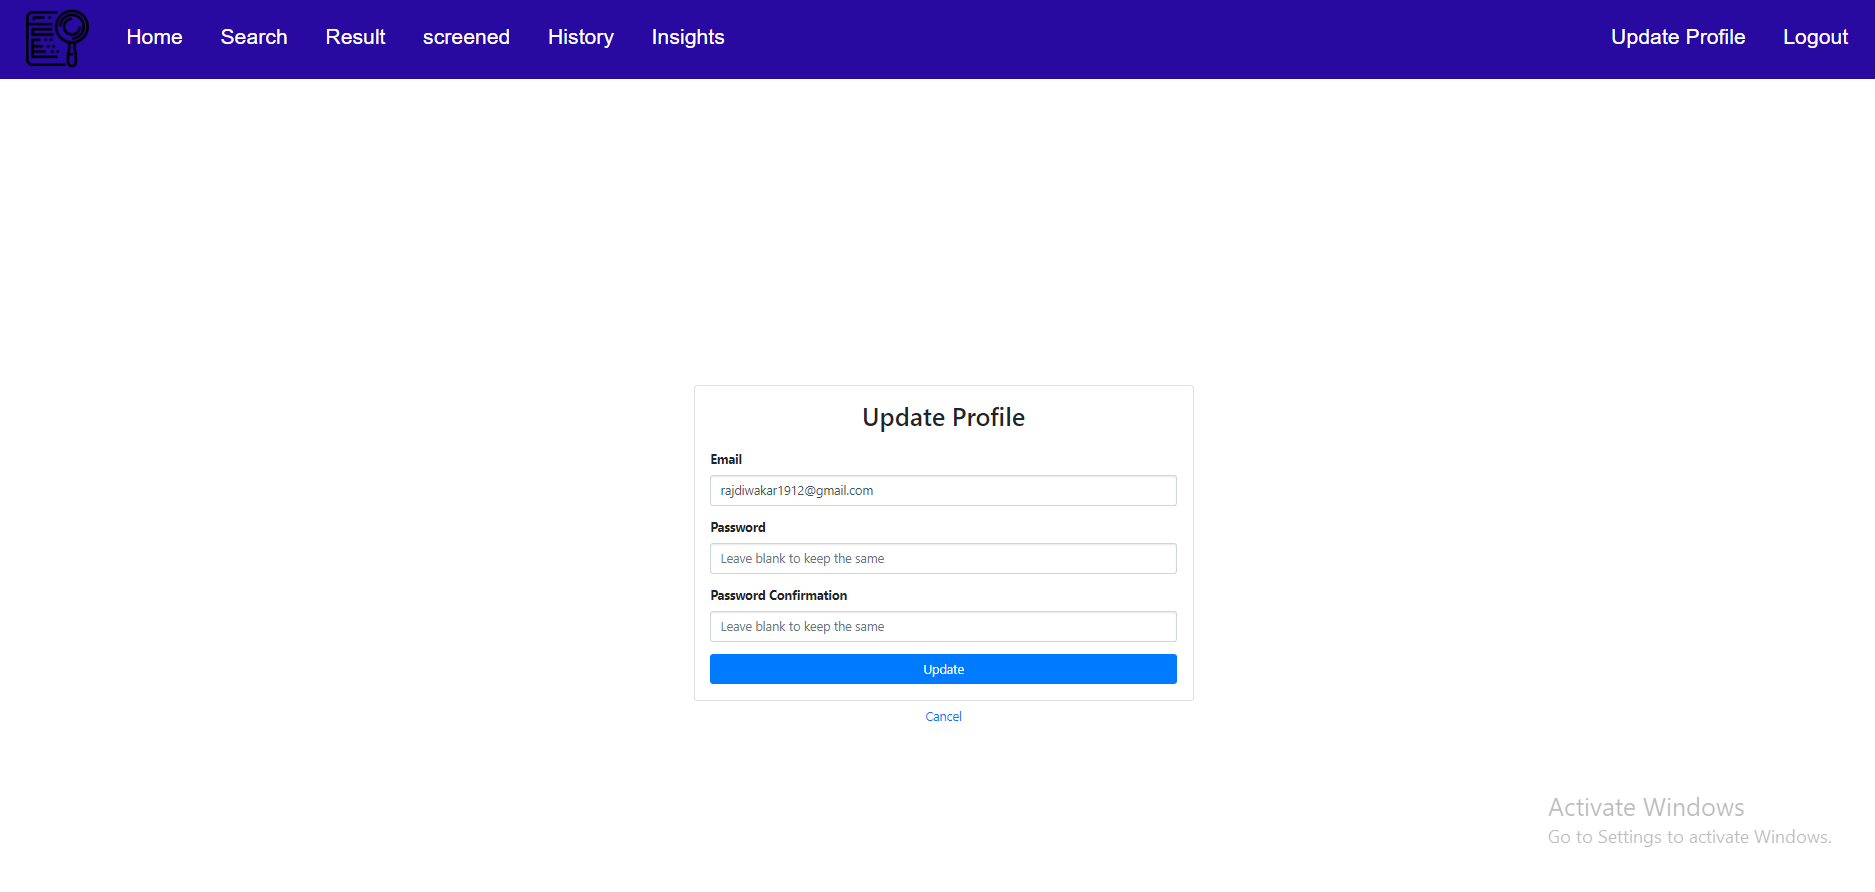 Home Search Result screened History Insights Update Profile Logout
Update Profile
Email
rajdiwakar1912@gmail.com
Password
Leave blank to keep the same
Password Confirmation
Leave blank to keep the same
Update
Cancel
Activate Windows
Go to Settings to activate Windows.